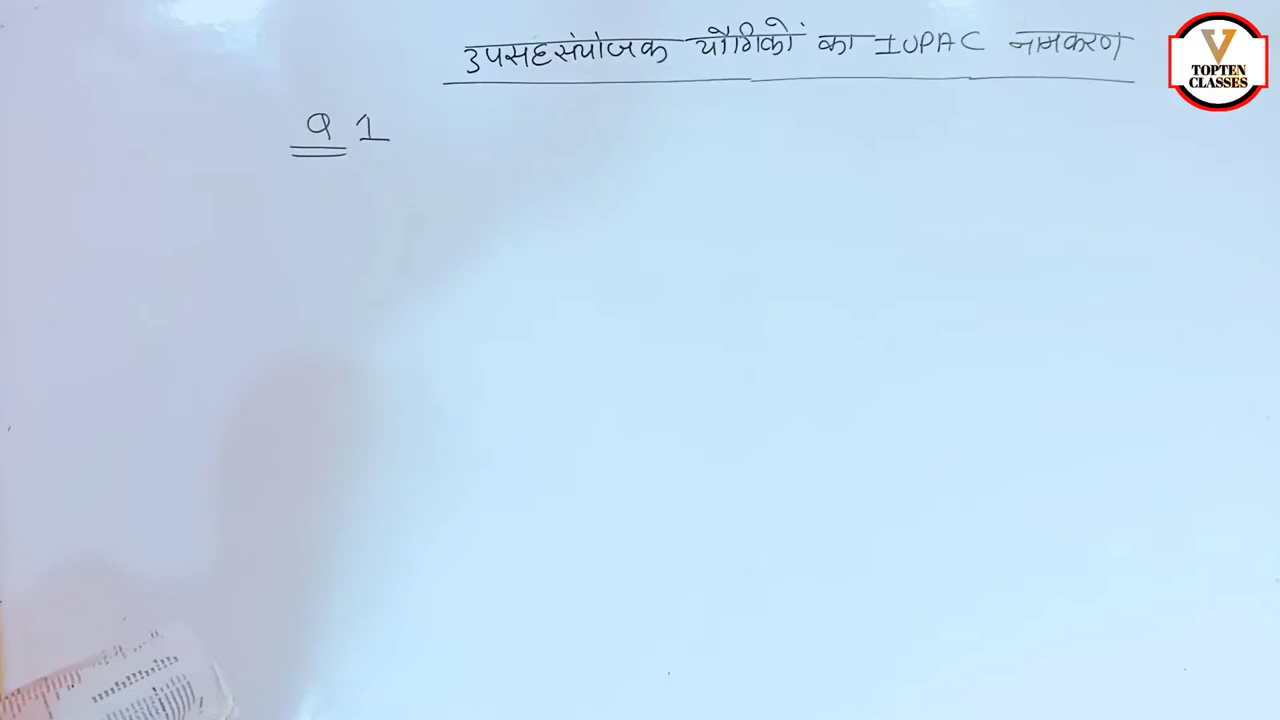 उपसहसंयोजक यौगिकों का IUPAC नामकरण
V
TOPTEN
CLASSES
Q 1